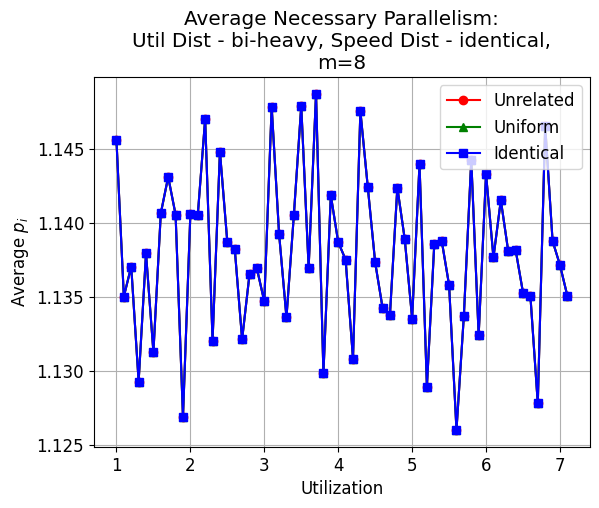 Average Necessary Parallelism:
Util Dist - bi-heavy, Speed Dist - identical,
m=8
Unrelated
Uniform
Identical
Average $p_i$
1.145
1.140
1.135
1.130
1.125
1 2 3 4 5 6 7
Utilization